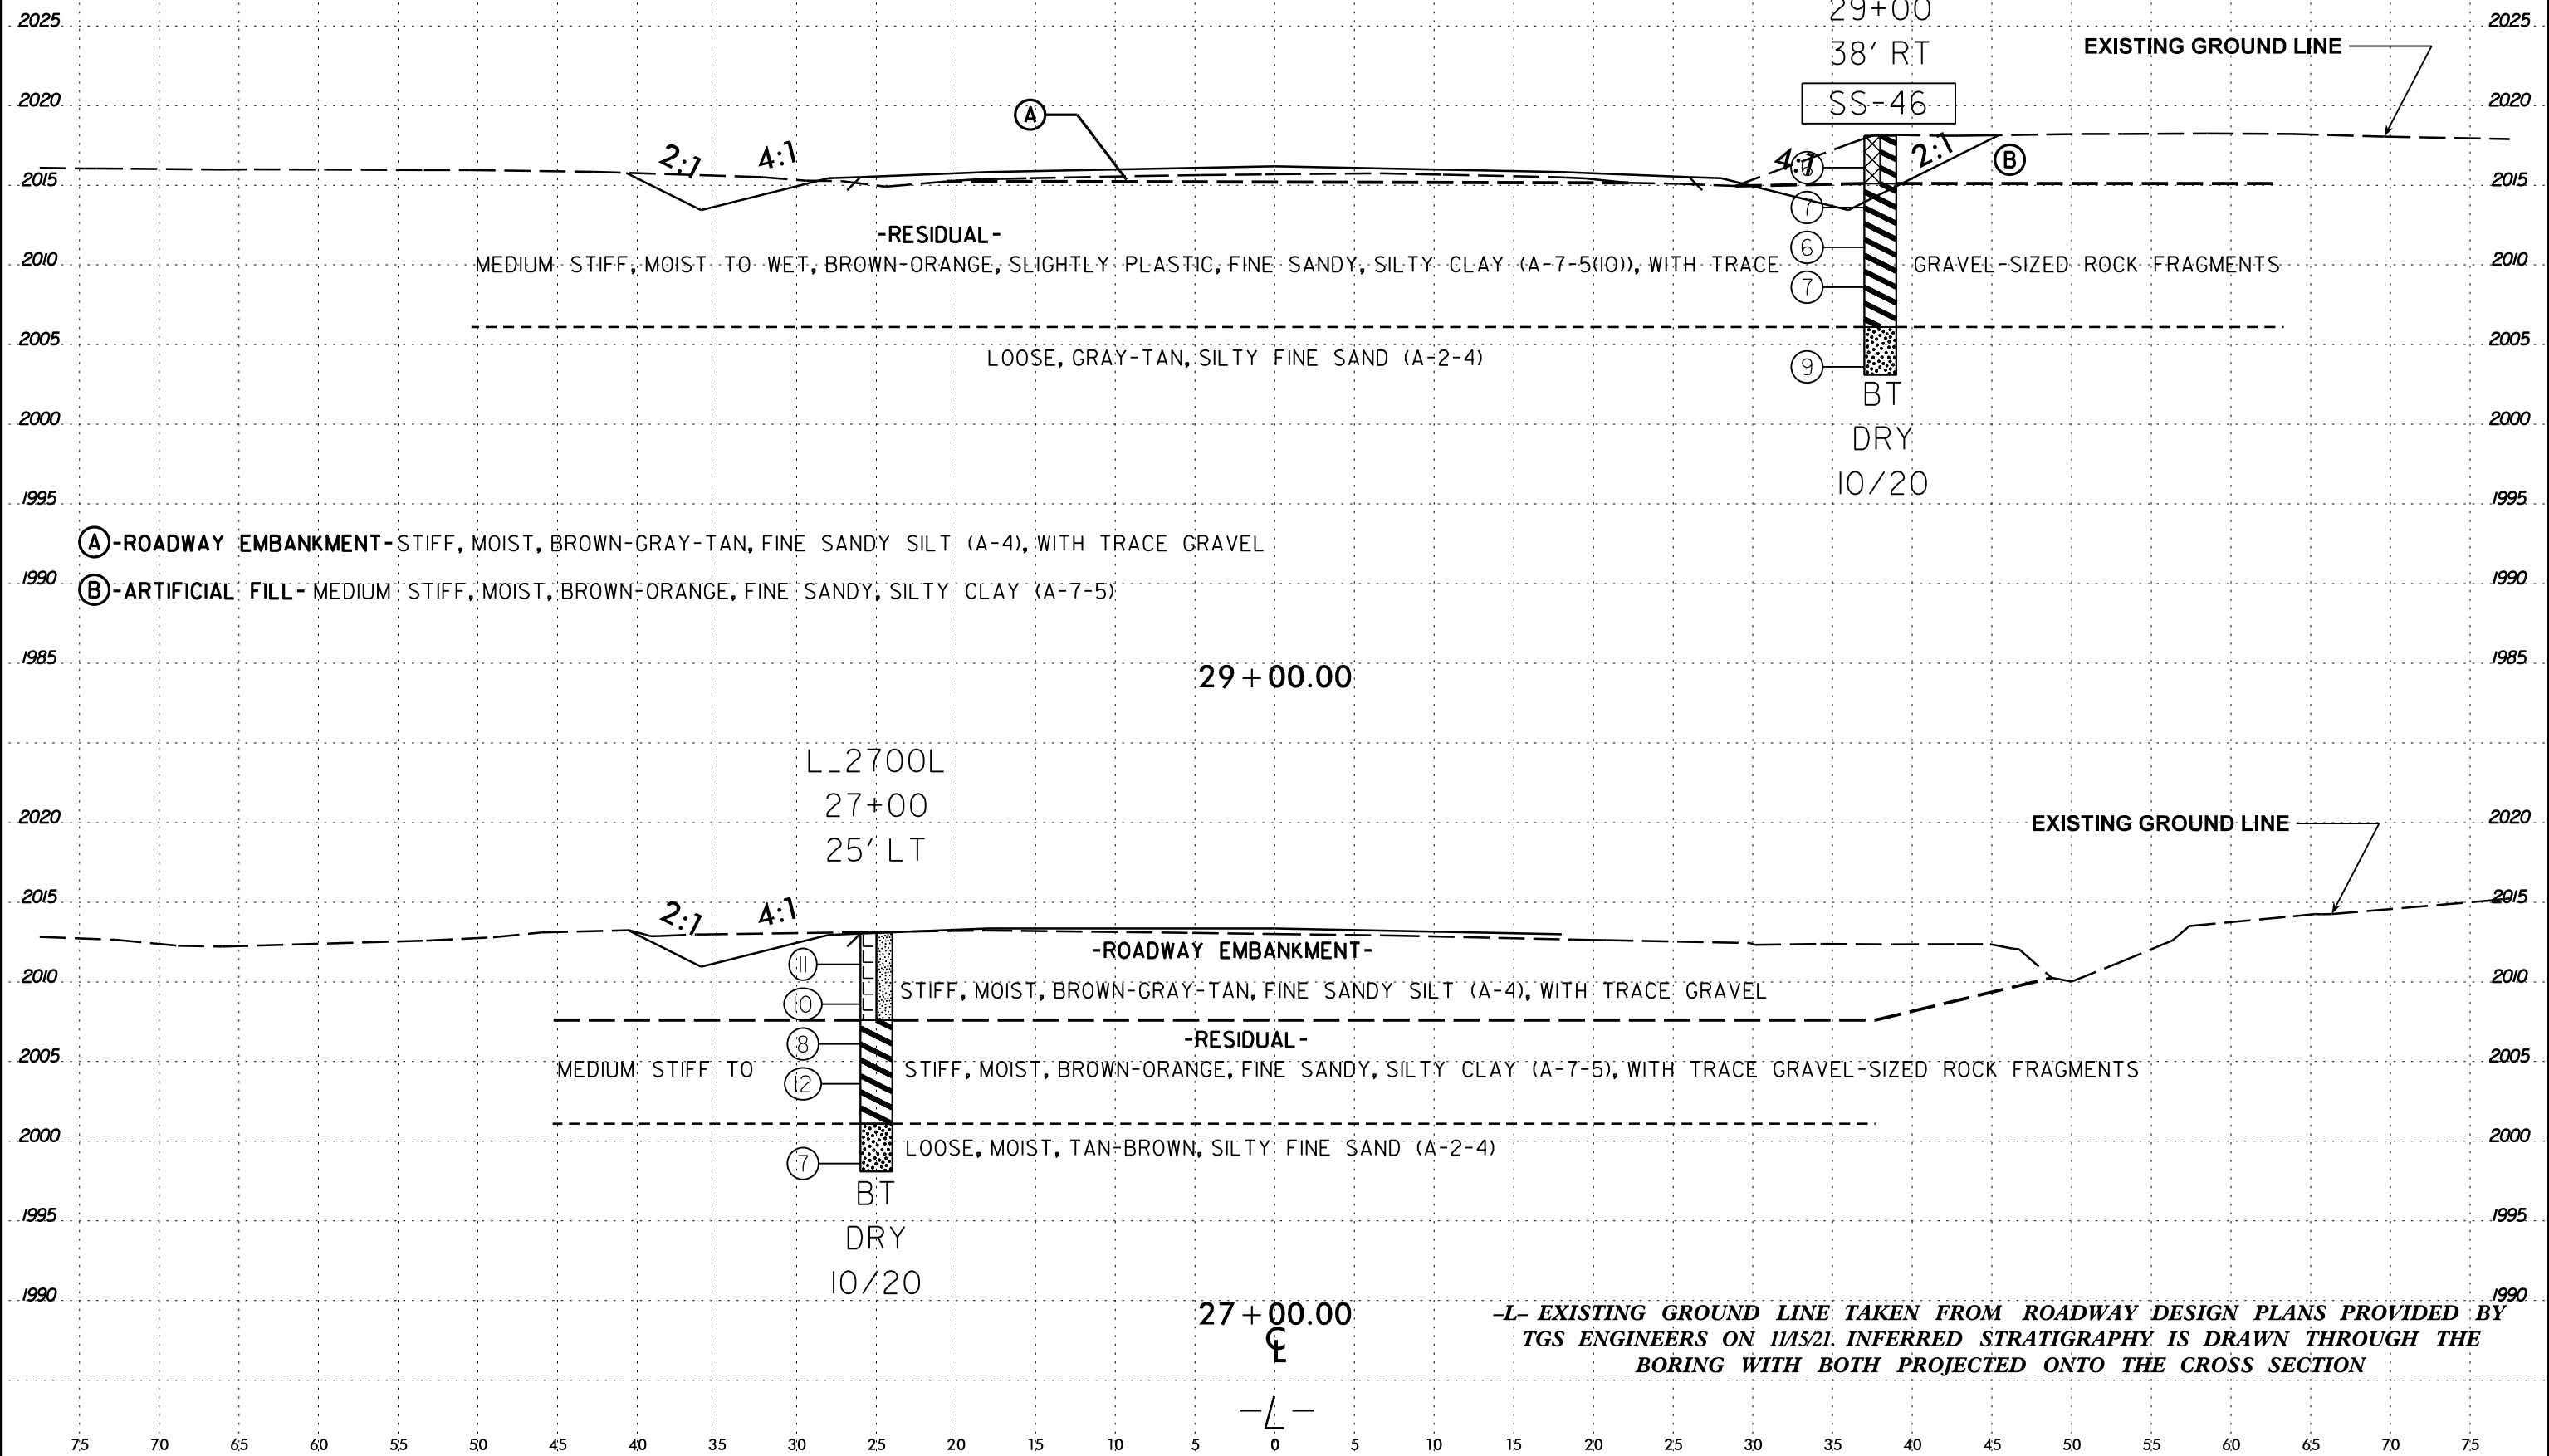 29+00
2025 2025
38' RT
EXISTING GROUND LINE
SS-46
2020 2020
A
2:1 4:1 4:1 2:1
B
2015 2015
7
-RESIDUAL-
6
MEDIUM STIFF, MOIST TO WET, BROWN-ORANGE, SLIGHTLY PLASTIC, FINE SANDY, SILTY CLAY (A-7-5(10)), WITH TRACE GRAVEL-SIZED ROCK FRAGMENTS
2010 2010
7
2005 2005
LOOSE, GRAY-TAN, SILTY FINE SAND (A-2-4)
9
BT
2000 2000
DRY
10/20
1995 1995
A -ROADWAY EMBANKMENT- STIFF, MOIST, BROWN-GRAY-TAN, FINE SANDY SILT (A-4), WITH TRACE GRAVEL
1990 1990
B -ARTIFICIAL FILL- MEDIUM STIFF, MOIST, BROWN-ORANGE, FINE SANDY, SILTY CLAY (A-7-5)
1985 1985
29+00.00
L_2700L
27+00
25' LT
2020 2020
EXISTING GROUND LINE
2015 2015
2:1 4:1
-ROADWAY EMBANKMENT-
11
2010 2010
STIFF, MOIST, BROWN-GRAY-TAN, FINE SANDY SILT (A-4), WITH TRACE GRAVEL
10
-RESIDUAL-
8
2005 2005
MEDIUM STIFF TO STIFF, MOIST, BROWN-ORANGE, FINE SANDY, SILTY CLAY (A-7-5), WITH TRACE GRAVEL-SIZED ROCK FRAGMENTS
12
2000 2000
LOOSE, MOIST, TAN-BROWN, SILTY FINE SAND (A-2-4)
7
BT
1995 1995
DRY
10/20
1990 1990
27+00.00
CL
-L- EXISTING GROUND LINE TAKEN FROM ROADWAY DESIGN PLANS PROVIDED BY
TGS ENGINEERS ON 11/15/21. INFERRED STRATIGRAPHY IS DRAWN THROUGH THE
BORING WITH BOTH PROJECTED ONTO THE CROSS SECTION
-L-
75 70 65 60 55 50 45 40 35 30 25 20 15 10 5 0 5 10 15 20 25 30 35 40 45 50 55 60 65 70 75